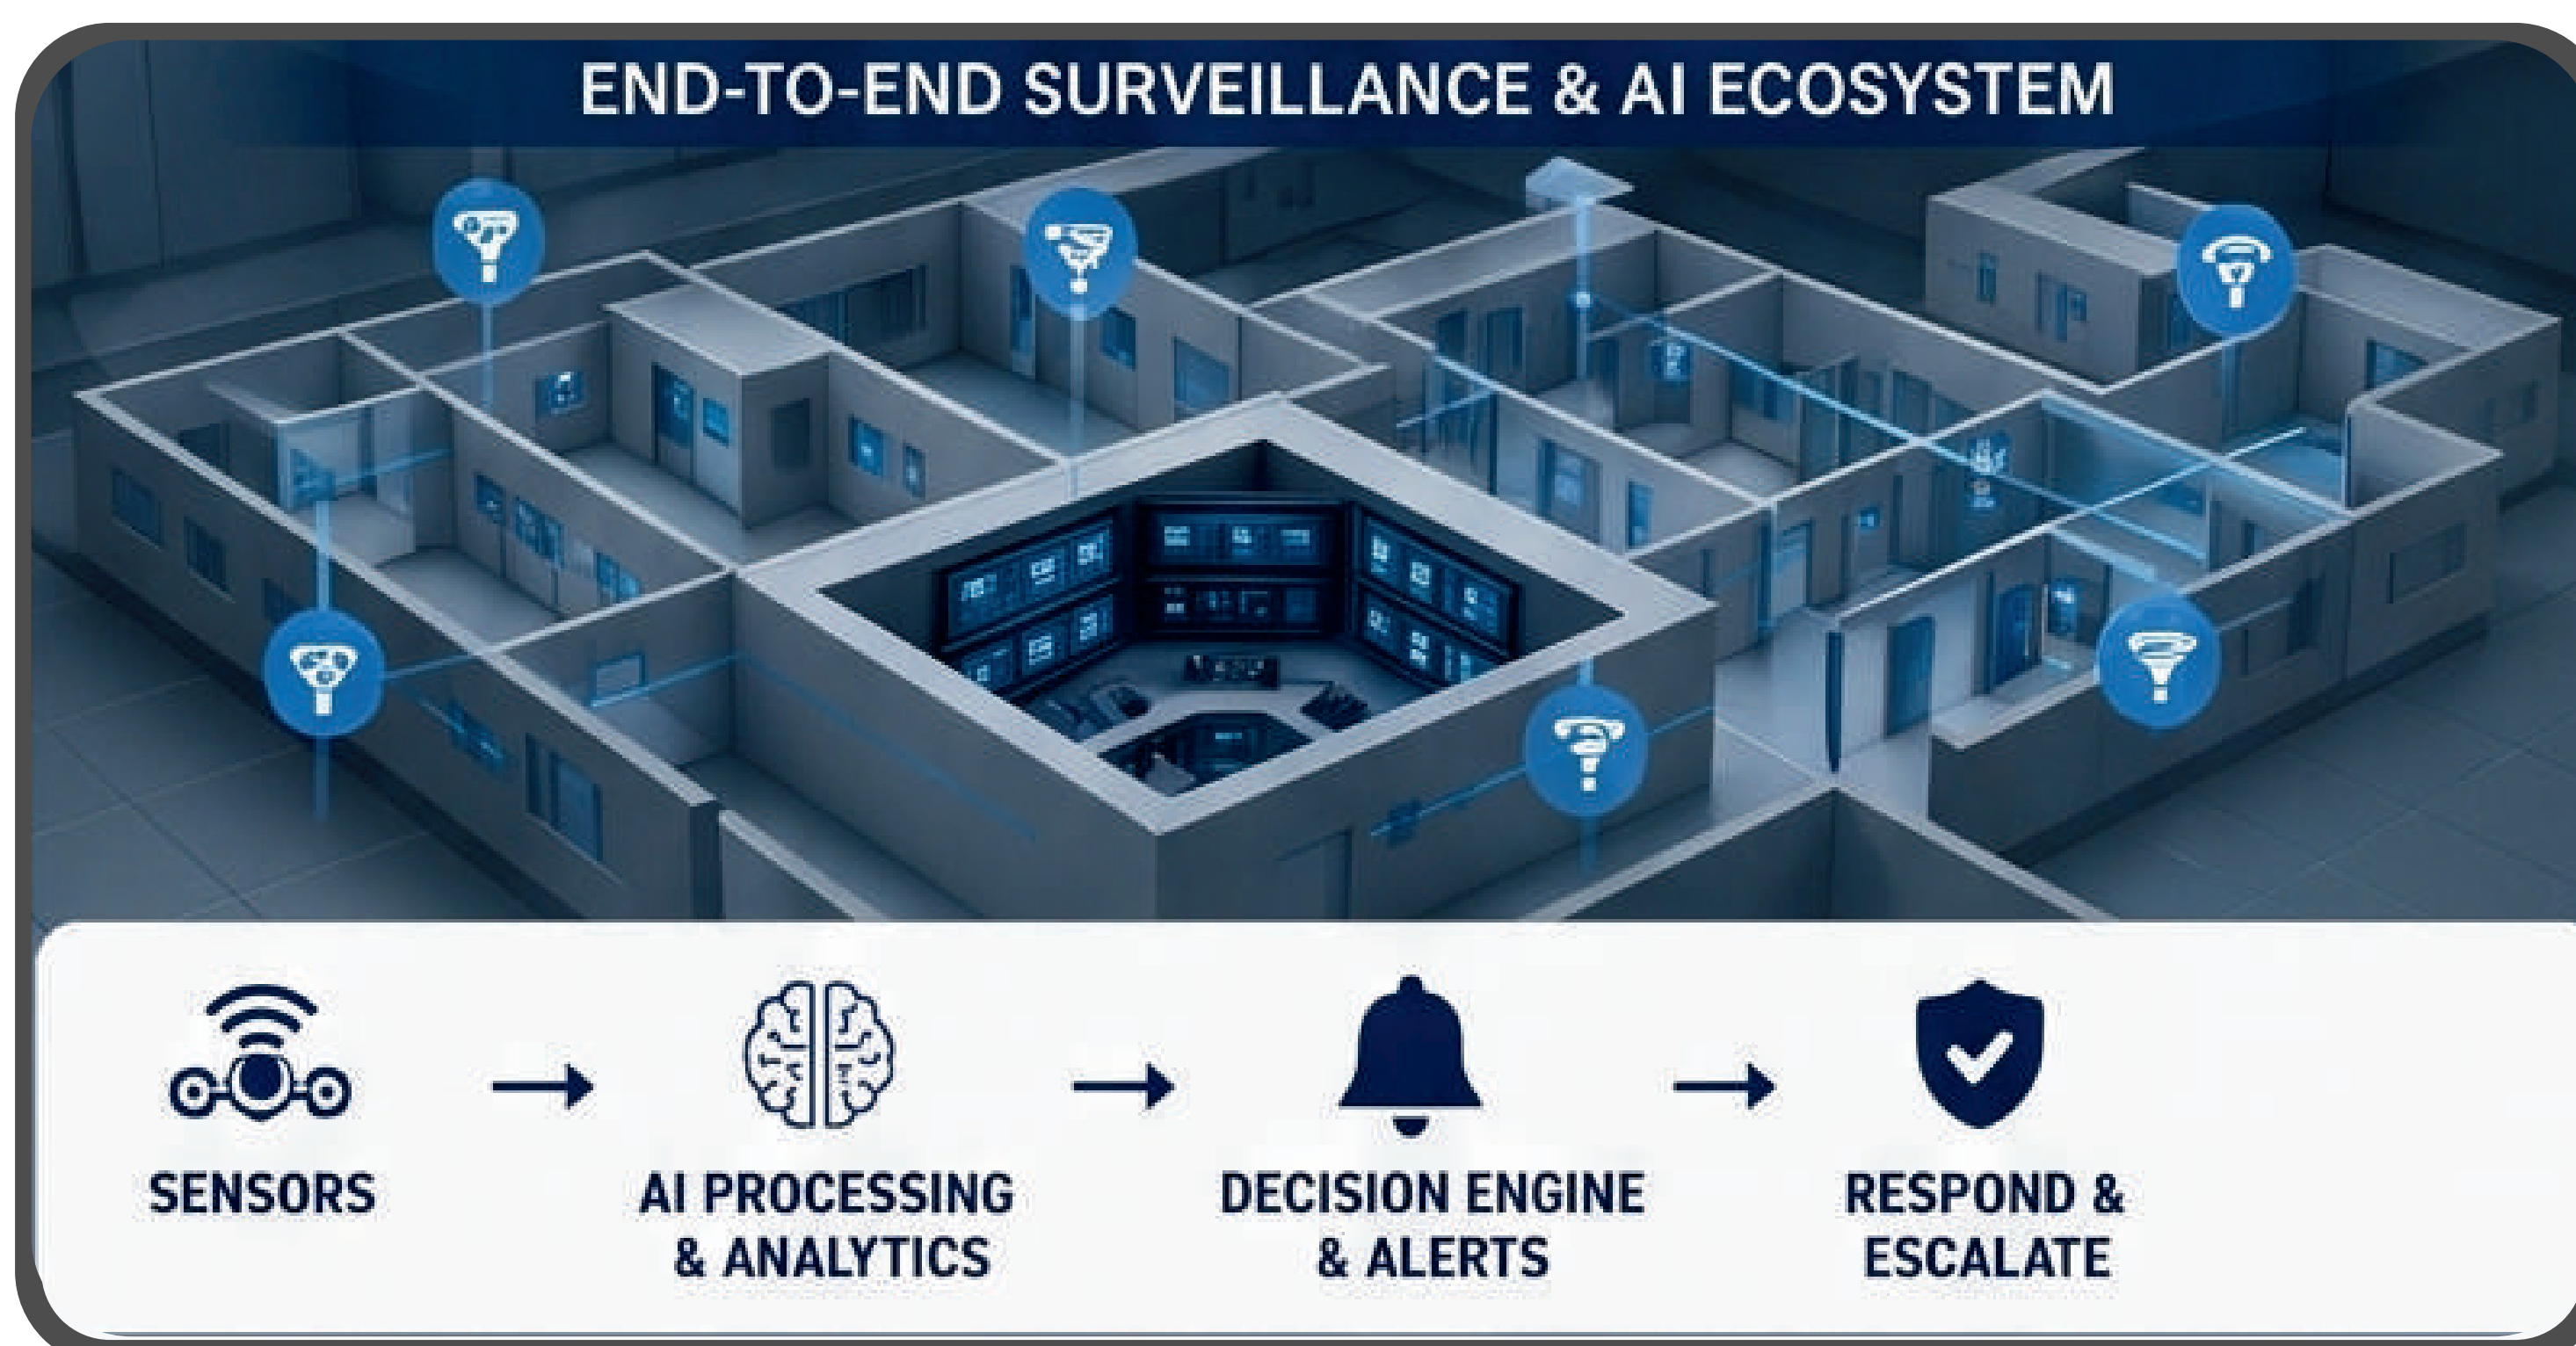 END-TO-END SURVEILLANCE & AI ECOSYSTEM
SENSORS
AI PROCESSING
& ANALYTICS
DECISION ENGINE
& ALERTS
RESPOND &
ESCALATE